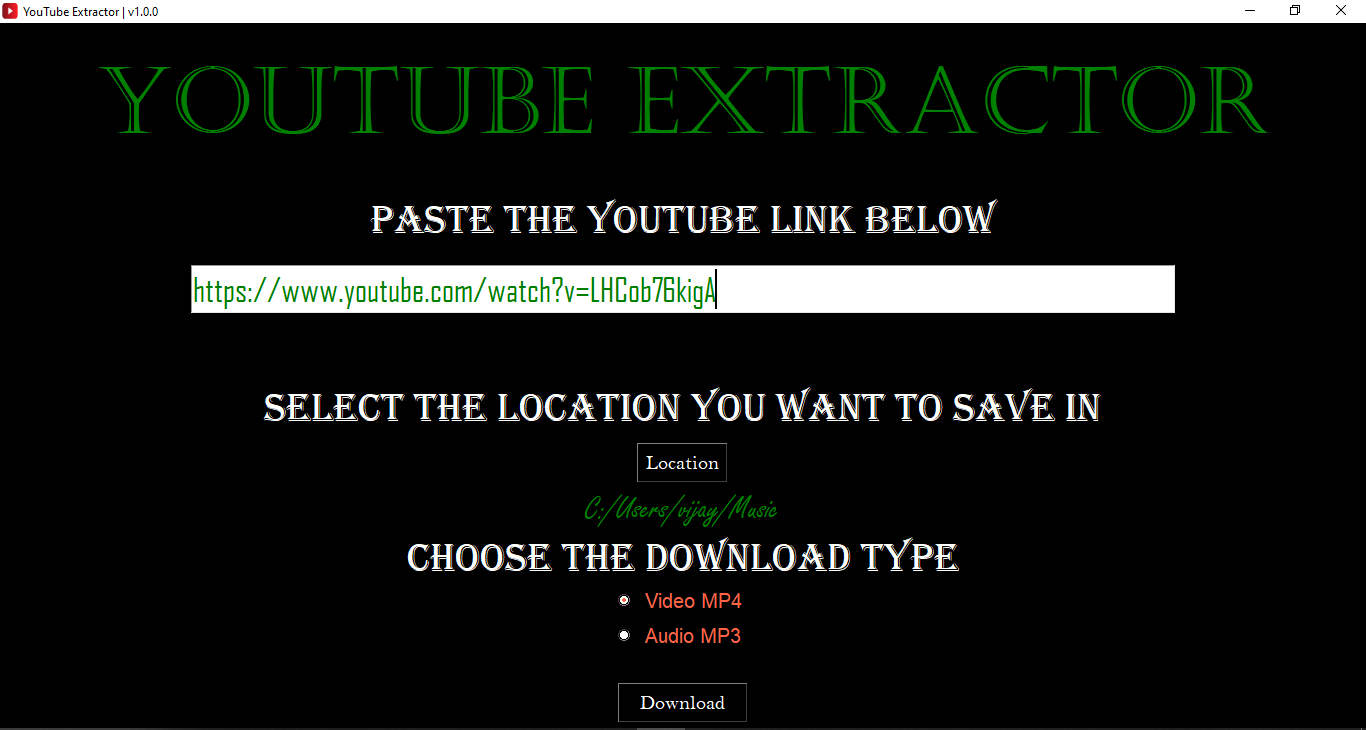 YouTube Extractor | v1.0.0
YOUTUBE EXTRACTOR
PASTE THE YOUTUBE LINK BELOW
https://www.youtube.com/watch?v=LHCob76kigA
SELECT THE LOCATION YOU WANT TO SAVE IN
Location
C:/Users/vijay/Music
CHOOSE THE DOWNLOAD TYPE
Video MP4
Audio MP3
Download